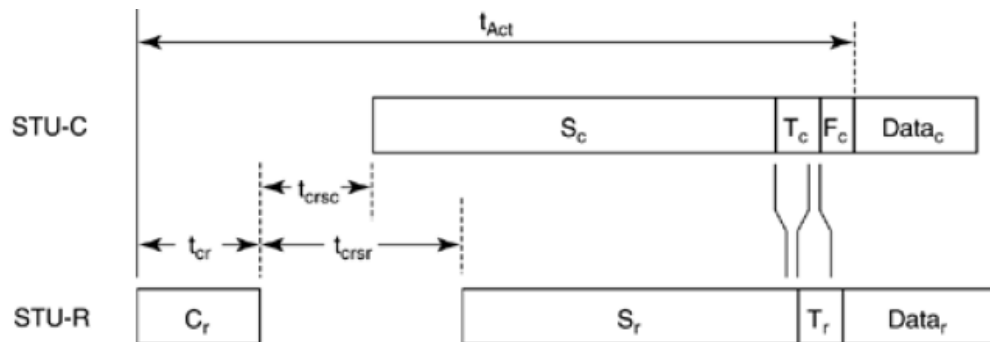 t_Act
STU-C
S_c
T_c
F_c
Data_c
t_crsc
t_cr
t_crsr
STU-R
C_r
S_r
T_r
Data_r